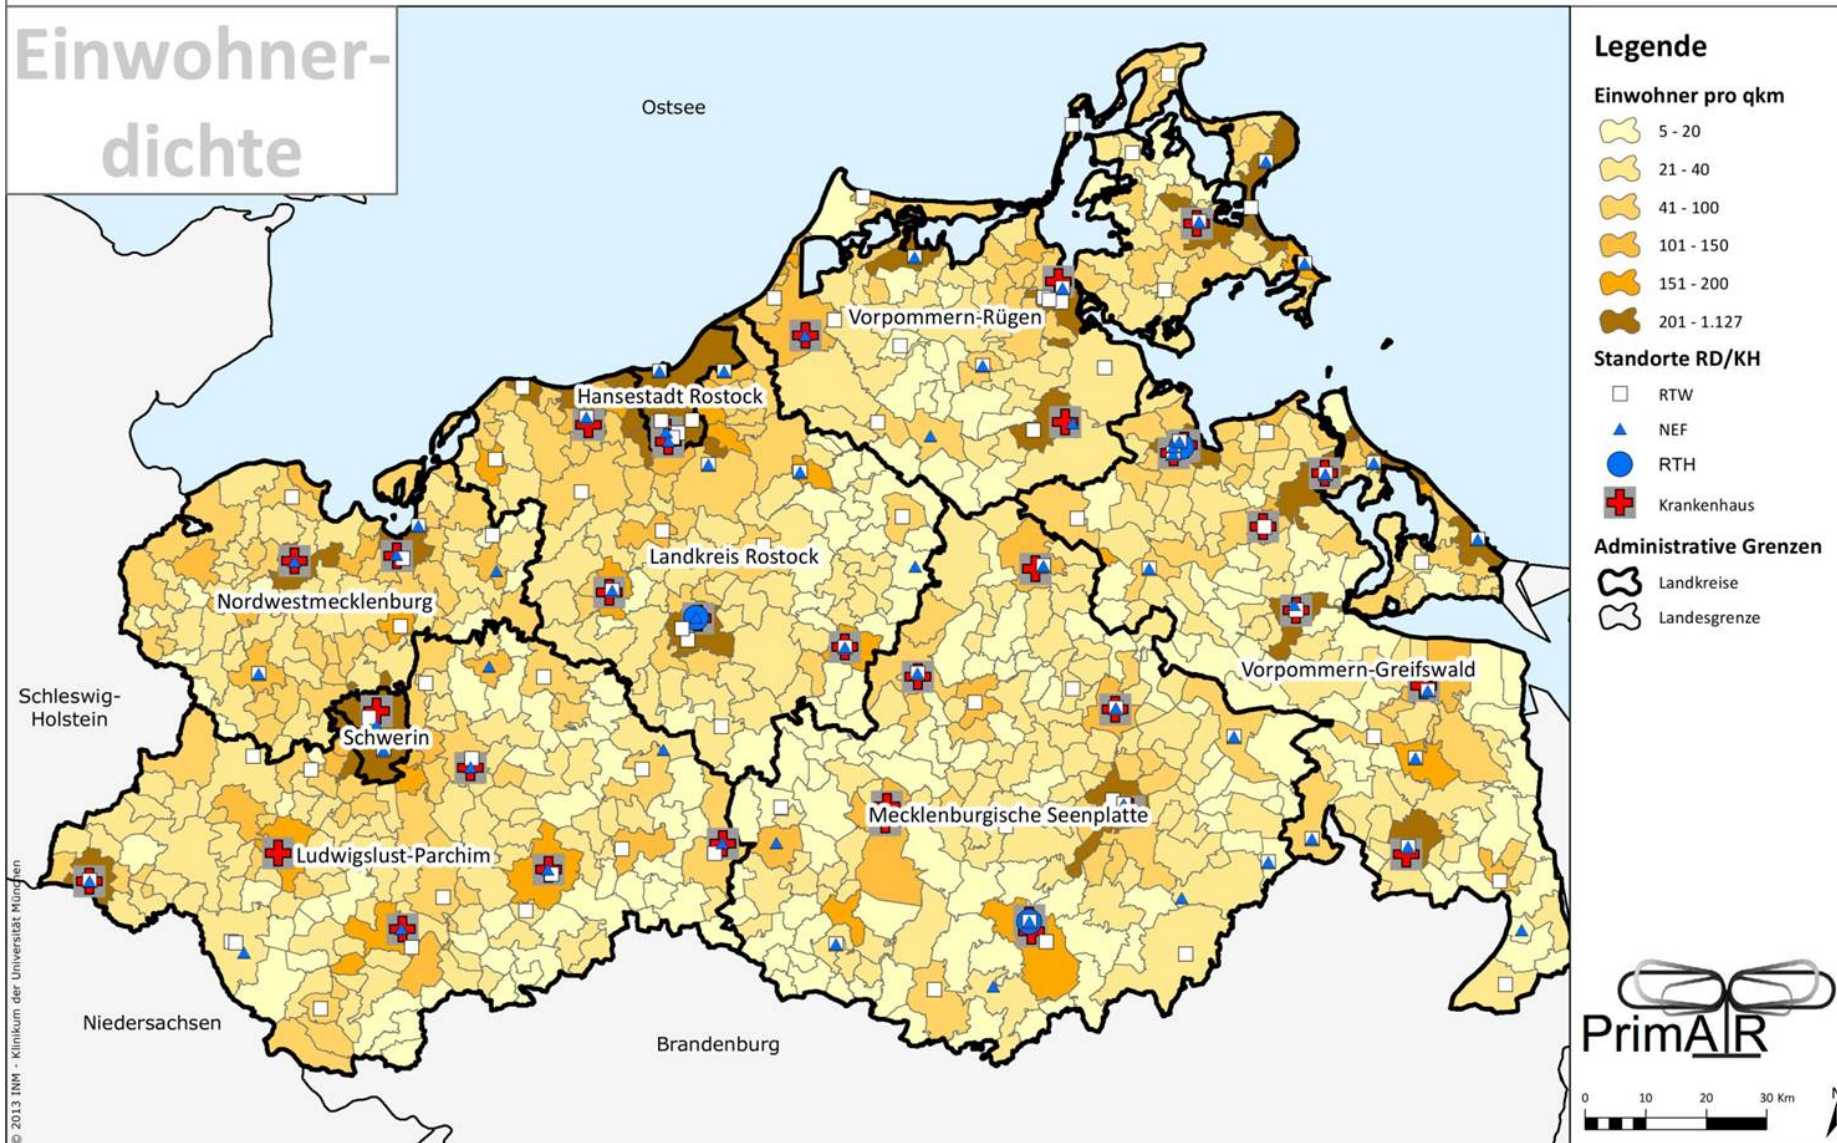 Einwohner-
dichte
Ostsee
Vorpommern-Rügen
Hansestadt Rostock
Landkreis Rostock
Nordwestmecklenburg
Vorpommern-Greifswald
Schleswig-
Holstein
Schwerin
Mecklenburgische Seenplatte
Ludwigslust-Parchim
Niedersachsen
Brandenburg
© 2013 INM - Klinikum der Universität München
Legende
Einwohner pro qkm
5 - 20
21 - 40
41 - 100
101 - 150
151 - 200
201 - 1.127
Standorte RD/KH
RTW
NEF
RTH
Krankenhaus
Administrative Grenzen
Landkreise
Landesgrenze
PrimAIR
0 10 20 30 Km
N